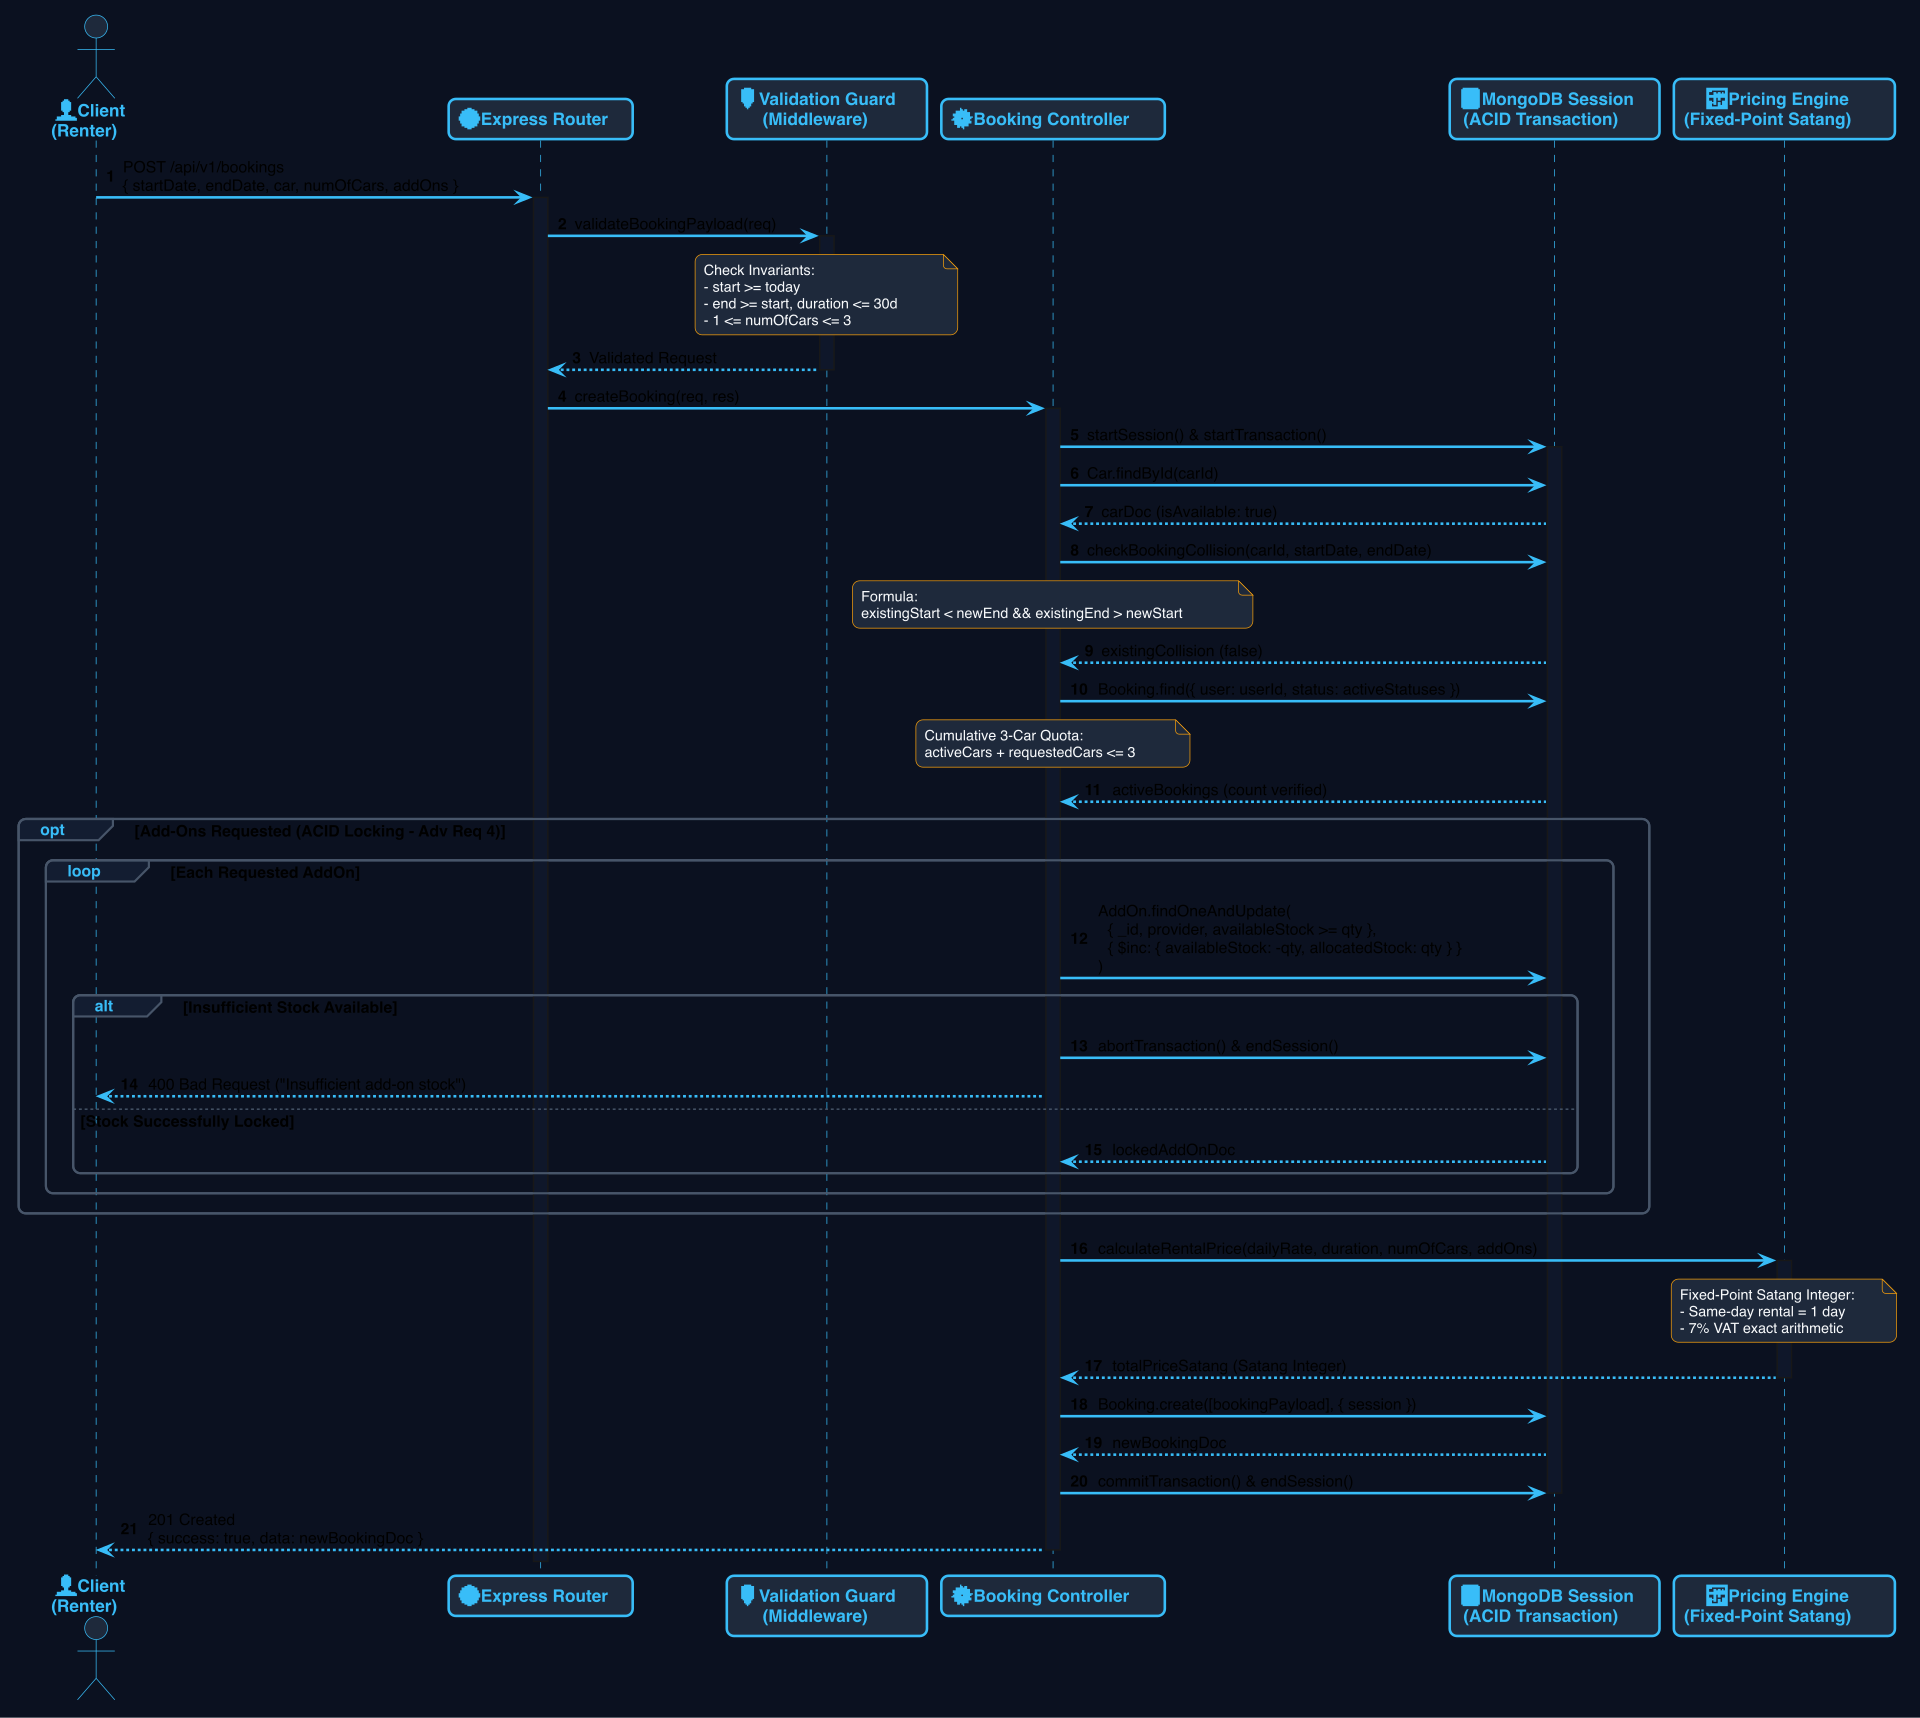 Client
(Renter)
Express Router
Validation Guard
(Middleware)
Booking Controller
MongoDB Session
(ACID Transaction)
Pricing Engine
(Fixed-Point Satang)
1 POST /api/v1/bookings
{ startDate, endDate, car, numOfCars, addOns }
2 validateBookingPayload(req)
Check Invariants:
- start >= today
- end >= start, duration <= 30d
- 1 <= numOfCars <= 3
3 Validated Request
4 createBooking(req, res)
5 startSession() & startTransaction()
6 Car.findById(carId)
7 carDoc (isAvailable: true)
8 checkBookingCollision(carId, startDate, endDate)
Formula:
existingStart < newEnd && existingEnd > newStart
9 existingCollision (false)
10 Booking.find({ user: userId, status: activeStatuses })
Cumulative 3-Car Quota:
activeCars + requestedCars <= 3
11 activeBookings (count verified)
opt [Add-Ons Requested (ACID Locking - Adv Req 4)]
loop [Each Requested AddOn]
12 AddOn.findOneAndUpdate(
{ _id, provider, availableStock >= qty },
{ $inc: { availableStock: -qty, allocatedStock: qty } }
)
alt [Insufficient Stock Available]
13 abortTransaction() & endSession()
14 400 Bad Request ("Insufficient add-on stock")
[Stock Successfully Locked]
15 lockedAddOnDoc
16 calculateRentalPrice(dailyRate, duration, numOfCars, addOns)
Fixed-Point Satang Integer:
- Same-day rental = 1 day
- 7% VAT exact arithmetic
17 totalPriceSatang (Satang Integer)
18 Booking.create([bookingPayload], { session })
19 newBookingDoc
20 commitTransaction() & endSession()
21 201 Created
{ success: true, data: newBookingDoc }
Client
(Renter)
Express Router
Validation Guard
(Middleware)
Booking Controller
MongoDB Session
(ACID Transaction)
Pricing Engine
(Fixed-Point Satang)